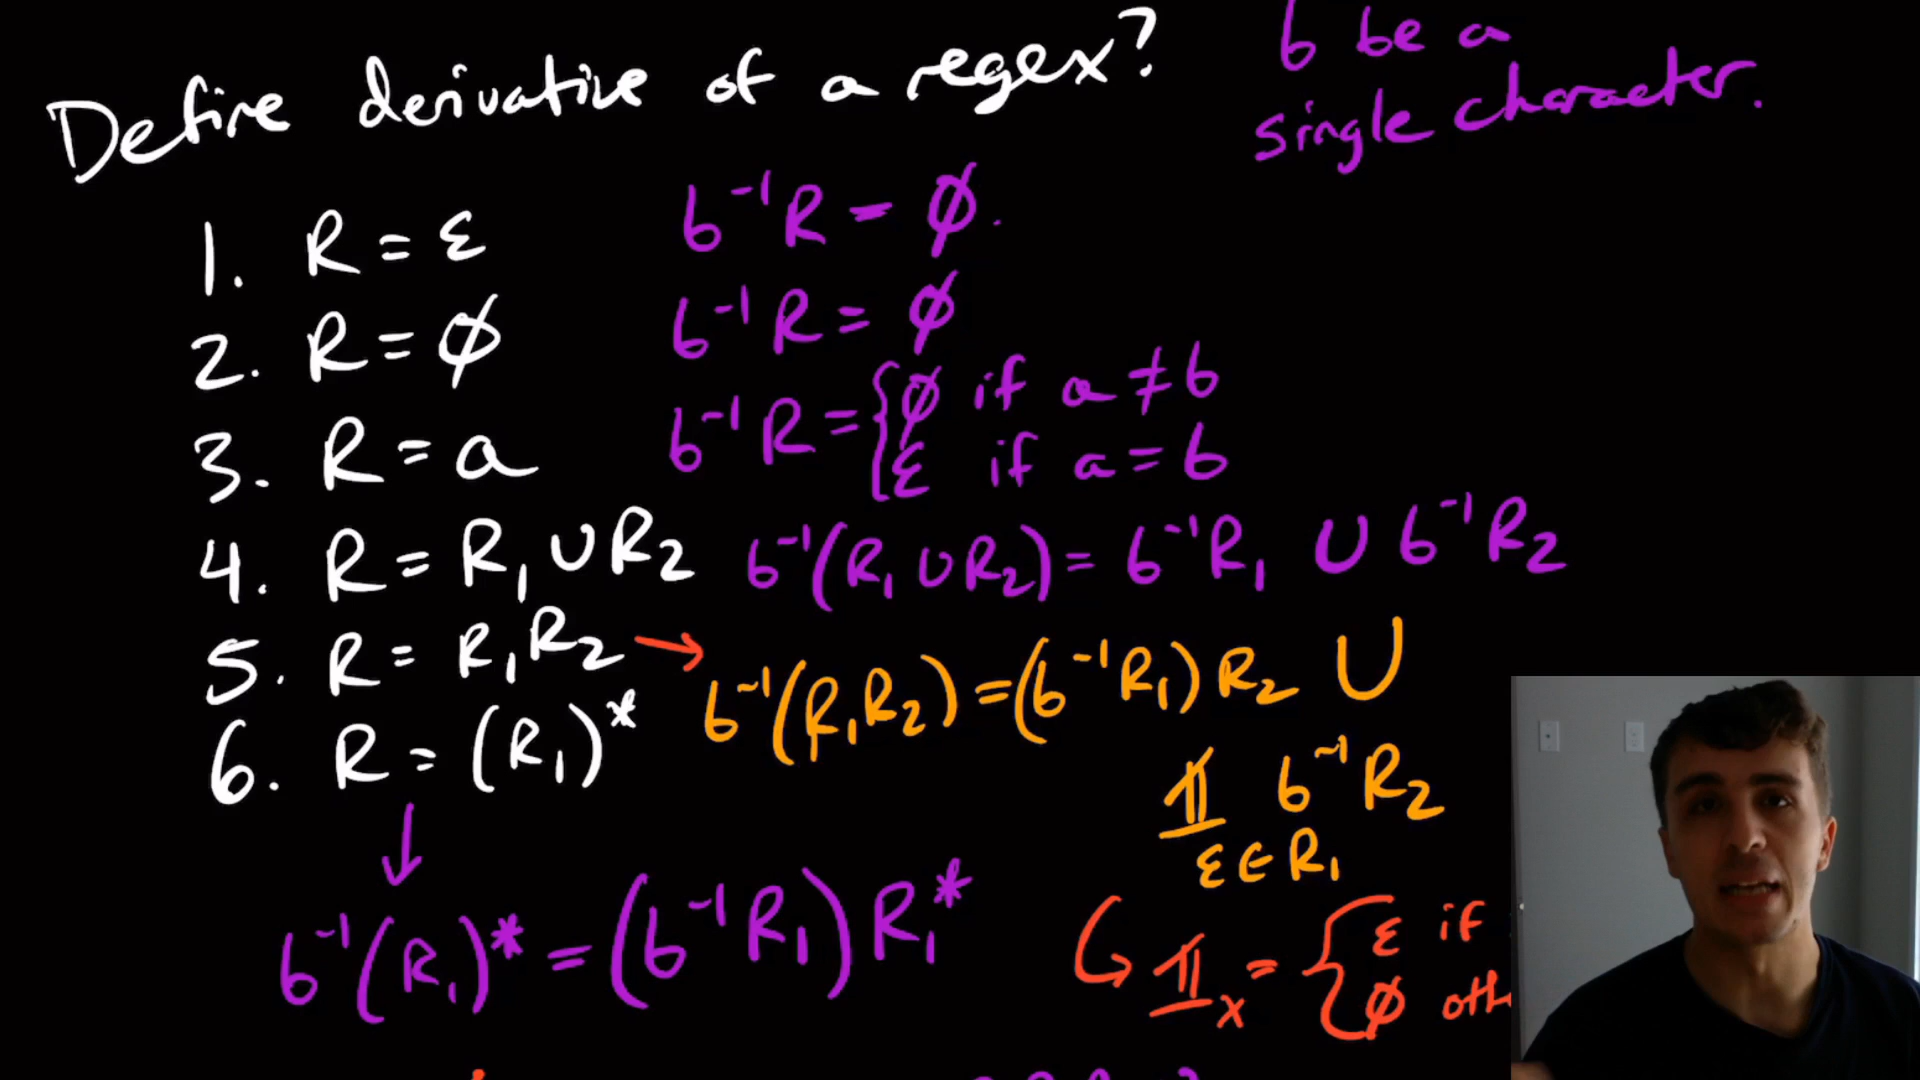 Define derivative of a regex?
b be a
single character.
1. R = ε b⁻¹R = ∅.
2. R = ∅ b⁻¹R = ∅
3. R = a b⁻¹R = { ∅ if a ≠ b
ε if a = b
4. R = R₁ ∪ R₂ b⁻¹(R₁ ∪ R₂) = b⁻¹R₁ ∪ b⁻¹R₂
5. R = R₁R₂ → b⁻¹(R₁R₂) = (b⁻¹R₁) R₂ ∪
𝟙 b⁻¹R₂
ε ∈ R₁
6. R = (R₁)*
↓
b⁻¹(R₁)* = (b⁻¹R₁) R₁*
↳ 𝟙ₓ = { ε if
∅ oth